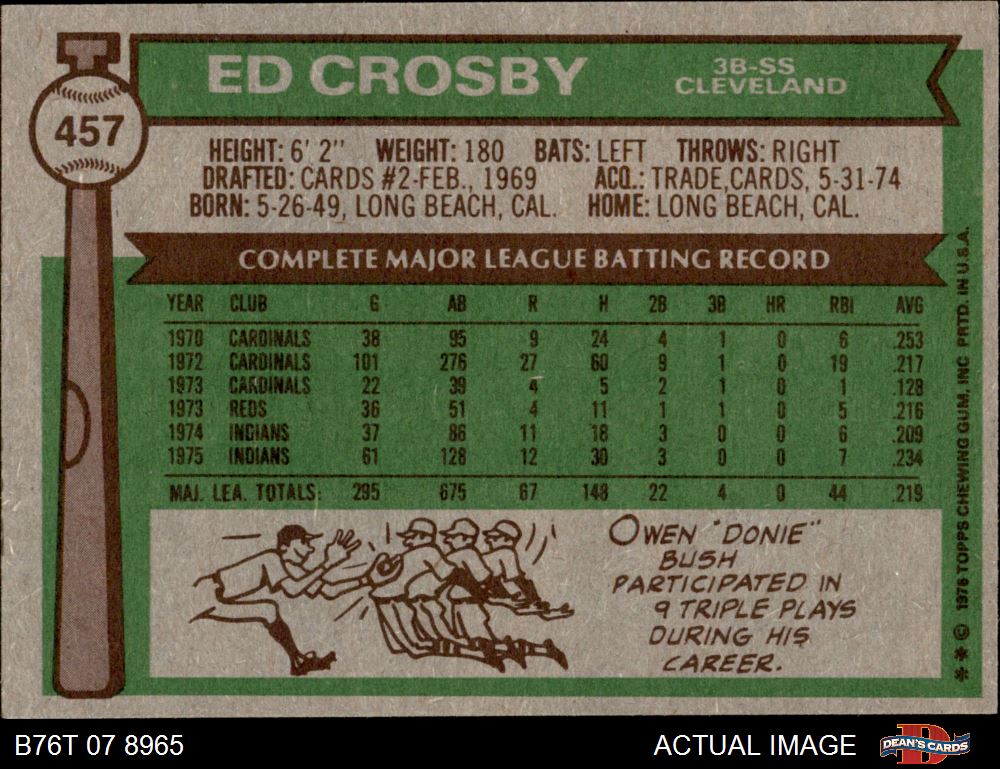 ED CROSBY
3B-SS
CLEVELAND
457
HEIGHT: 6' 2" WEIGHT: 180 BATS: LEFT THROWS: RIGHT
DRAFTED: CARDS #2-FEB., 1969 ACQ.: TRADE, CARDS, 5-31-74
BORN: 5-26-49, LONG BEACH, CAL. HOME: LONG BEACH, CAL.
COMPLETE MAJOR LEAGUE BATTING RECORD
YEAR CLUB G AB R H 2B 3B HR RBI AVG
1970 CARDINALS 38 95 9 24 4 1 0 6 .253
1972 CARDINALS 101 276 27 60 9 1 0 19 .217
1973 CARDINALS 22 39 4 5 2 1 0 1 .128
1973 REDS 36 51 4 11 1 1 0 5 .216
1974 INDIANS 37 86 11 18 3 0 0 6 .209
1975 INDIANS 61 128 12 30 3 0 0 7 .234
MAJ. LEA. TOTALS: 295 675 67 148 22 4 0 44 .219
OWEN "DONIE"
BUSH
PARTICIPATED IN
9 TRIPLE PLAYS
DURING HIS
CAREER.
** © 1976 TOPPS CHEWING GUM, INC PRTD. IN U.S.A.
B76T 07 8965
ACTUAL IMAGE
DEAN'S CARDS